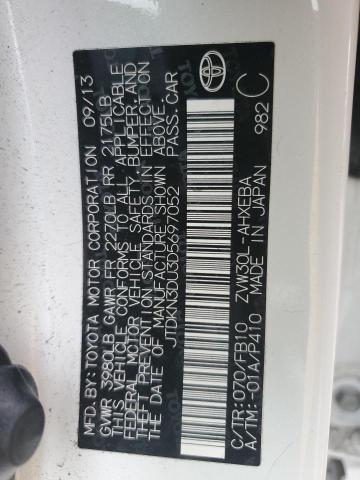 MFD. BY: TOYOTA MOTOR CORPORATION 09/13
GVWR 3980LB GAWR FR 2270LB RR 2175LB
THIS VEHICLE CONFORMS TO ALL APPLICABLE
FEDERAL MOTOR VEHICLE SAFETY, BUMPER, AND
THEFT PREVENTION STANDARDS IN EFFECT ON
THE DATE OF MANUFACTURE SHOWN ABOVE.
JTDKN3DU3D5697052 PASS. CAR
C/TR: 070/FB10 ZVW30L-AHXEBA
A/TM: -01A/P410 MADE IN JAPAN 982 C